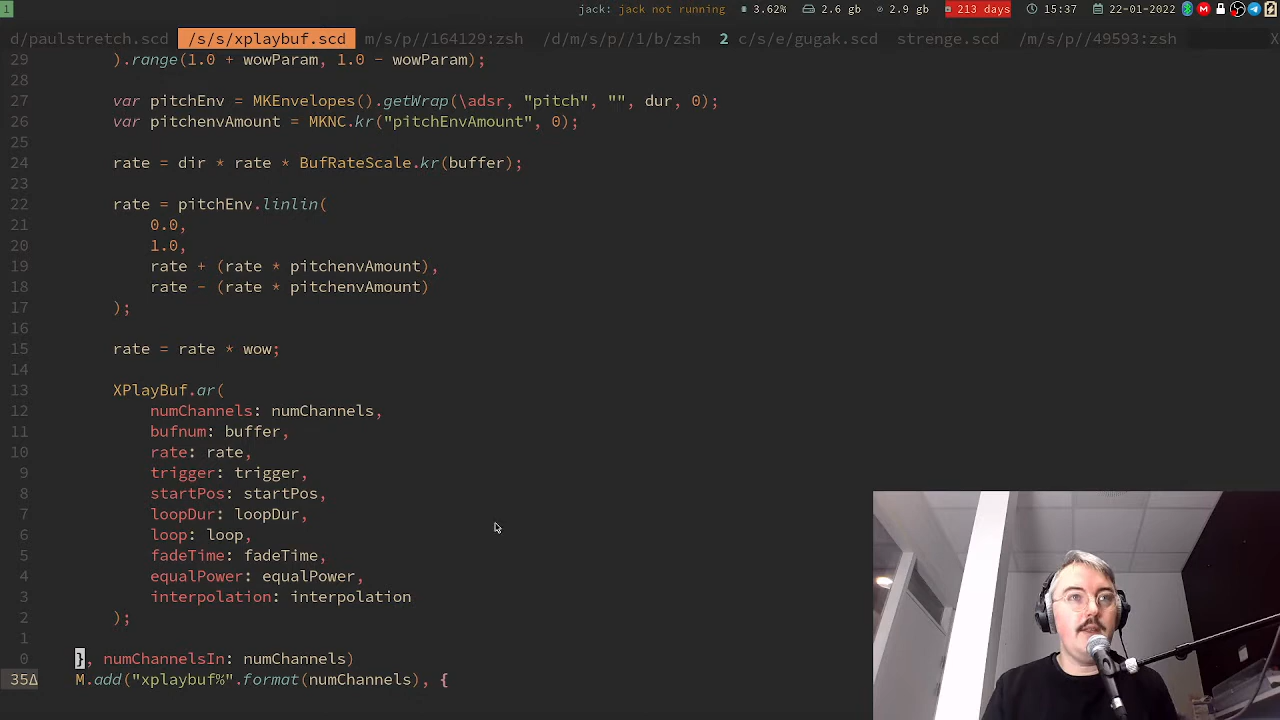 1 jack: jack not running 3.62% 2.6 gb 2.9 gb 213 days 15:37 22-01-2022
d/paulstretch.scd /s/s/xplaybuf.scd m/s/p//164129:zsh /d/m/s/p//1/b/zsh 2 c/s/e/gugak.scd strenge.scd /m/s/p//49593:zsh X
29 ).range(1.0 + wowParam, 1.0 - wowParam);
28
27 var pitchEnv = MKEnvelopes().getWrap(\adsr, "pitch", "", dur, 0);
26 var pitchenvAmount = MKNC.kr("pitchEnvAmount", 0);
25
24 rate = dir * rate * BufRateScale.kr(buffer);
23
22 rate = pitchEnv.linlin(
21 0.0,
20 1.0,
19 rate + (rate * pitchenvAmount),
18 rate - (rate * pitchenvAmount)
17 );
16
15 rate = rate * wow;
14
13 XPlayBuf.ar(
12 numChannels: numChannels,
11 bufnum: buffer,
10 rate: rate,
9 trigger: trigger,
8 startPos: startPos,
7 loopDur: loopDur,
6 loop: loop,
5 fadeTime: fadeTime,
4 equalPower: equalPower,
3 interpolation: interpolation
2 );
1
0 }, numChannelsIn: numChannels)
35Δ M.add("xplaybuf%".format(numChannels), {